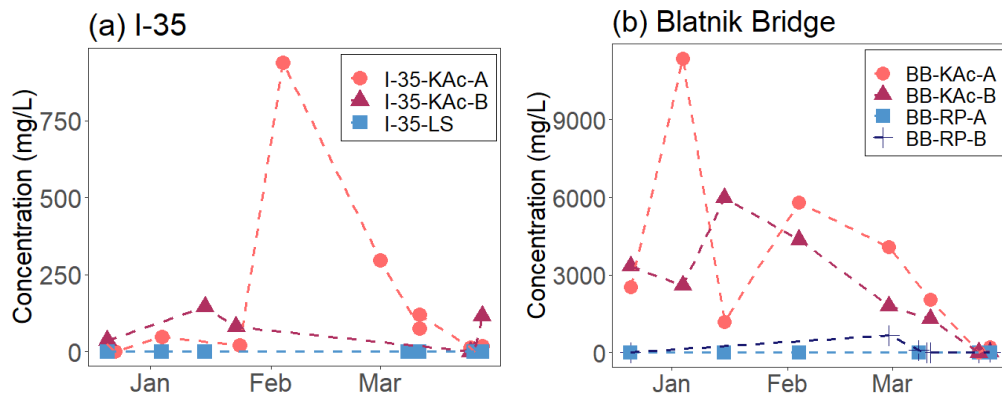 (a) I-35
Concentration (mg/L)
750
500
250
0
Jan
Feb
Mar
I-35-KAc-A
I-35-KAc-B
I-35-LS
(b) Blatnik Bridge
Concentration (mg/L)
9000
6000
3000
0
Jan
Feb
Mar
BB-KAc-A
BB-KAc-B
BB-RP-A
BB-RP-B